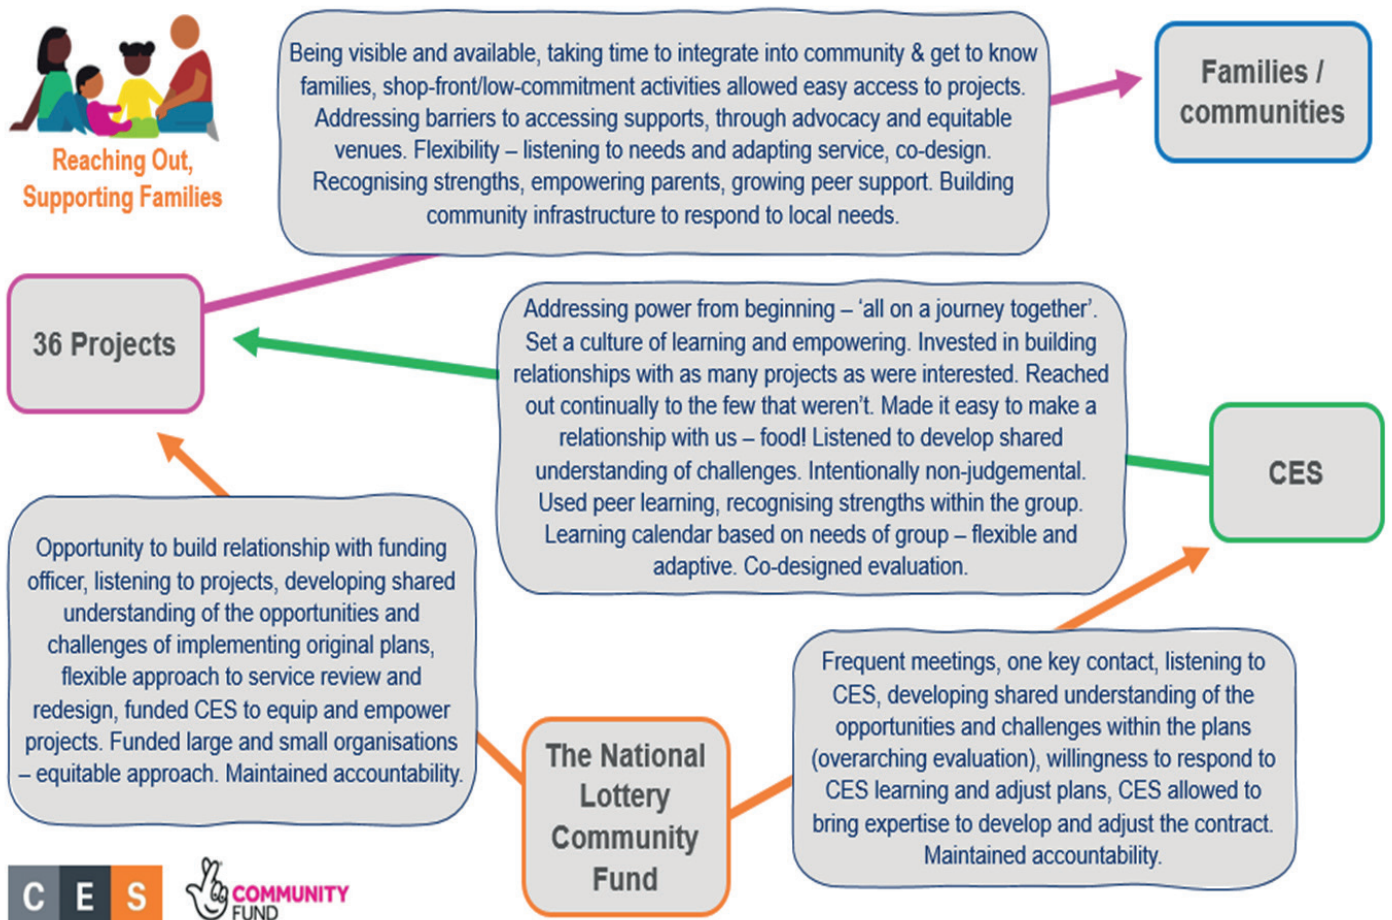 Reaching Out,
Supporting Families
Being visible and available, taking time to integrate into community & get to know
families, shop-front/low-commitment activities allowed easy access to projects.
Addressing barriers to accessing supports, through advocacy and equitable
venues. Flexibility – listening to needs and adapting service, co-design.
Recognising strengths, empowering parents, growing peer support. Building
community infrastructure to respond to local needs.
Families /
communities
36 Projects
Addressing power from beginning – ‘all on a journey together’.
Set a culture of learning and empowering. Invested in building
relationships with as many projects as were interested. Reached
out continually to the few that weren’t. Made it easy to make a
relationship with us – food! Listened to develop shared
understanding of challenges. Intentionally non-judgemental.
Used peer learning, recognising strengths within the group.
Learning calendar based on needs of group – flexible and
adaptive. Co-designed evaluation.
CES
Opportunity to build relationship with funding
officer, listening to projects, developing shared
understanding of the opportunities and
challenges of implementing original plans,
flexible approach to service review and
redesign, funded CES to equip and empower
projects. Funded large and small organisations
– equitable approach. Maintained accountability.
The National
Lottery
Community
Fund
Frequent meetings, one key contact, listening to
CES, developing shared understanding of the
opportunities and challenges within the plans
(overarching evaluation), willingness to respond to
CES learning and adjust plans, CES allowed to
bring expertise to develop and adjust the contract.
Maintained accountability.
C E S
COMMUNITY
FUND